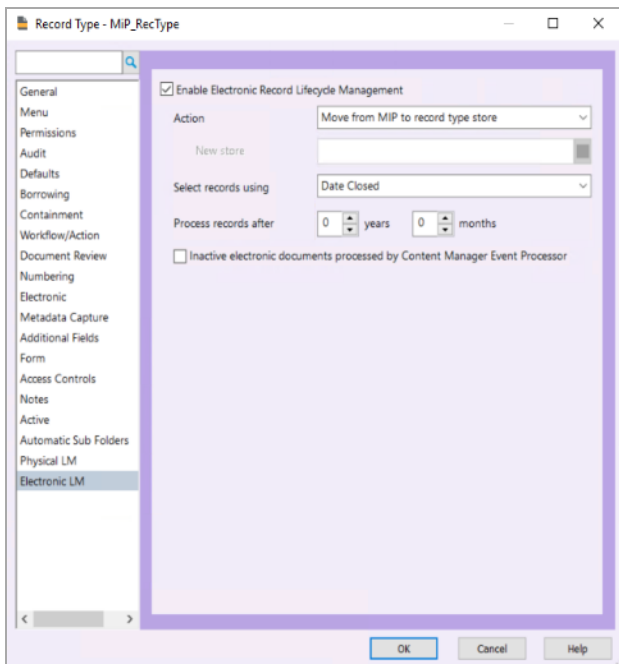 Record Type - MiP_RecType
General
Menu
Permissions
Audit
Defaults
Borrowing
Containment
Workflow/Action
Document Review
Numbering
Electronic
Metadata Capture
Additional Fields
Form
Access Controls
Notes
Active
Automatic Sub Folders
Physical LM
Electronic LM
Enable Electronic Record Lifecycle Management
Action Move from MIP to record type store
New store
Select records using Date Closed
Process records after 0 years 0 months
Inactive electronic documents processed by Content Manager Event Processor
OK Cancel Help